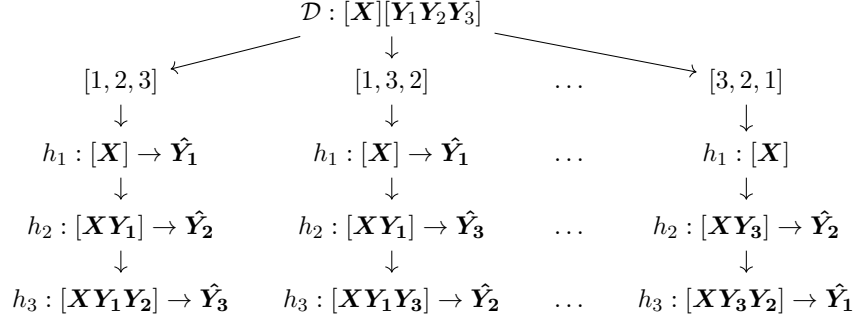 𝒟 : [X][Y₁Y₂Y₃]
[1, 2, 3] [1, 3, 2] ... [3, 2, 1]
h₁ : [X] → Ŷ₁ h₁ : [X] → Ŷ₁ ... h₁ : [X]
h₂ : [XY₁] → Ŷ₂ h₂ : [XY₁] → Ŷ₃ ... h₂ : [XY₃] → Ŷ₂
h₃ : [XY₁Y₂] → Ŷ₃ h₃ : [XY₁Y₃] → Ŷ₂ ... h₃ : [XY₃Y₂] → Ŷ₁